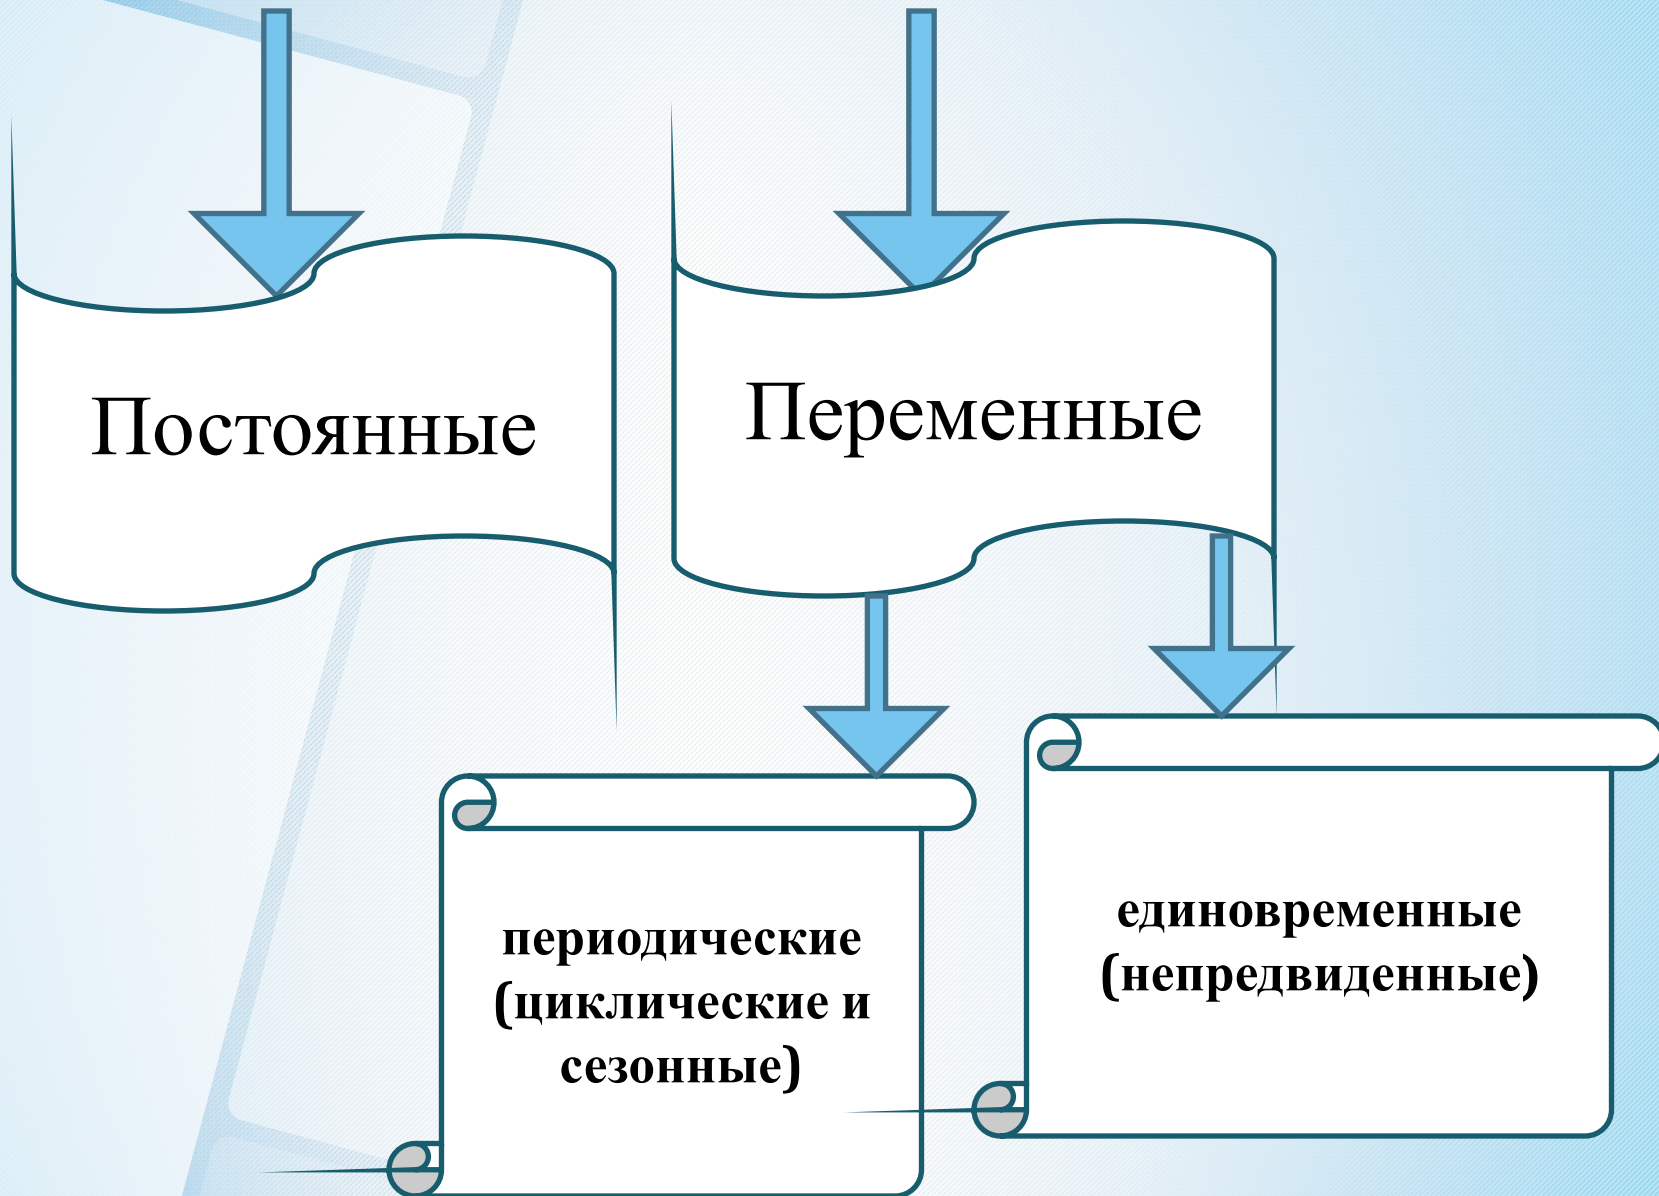 Постоянные
Переменные
периодические
(циклические и
сезонные)
единовременные
(непредвиденные)